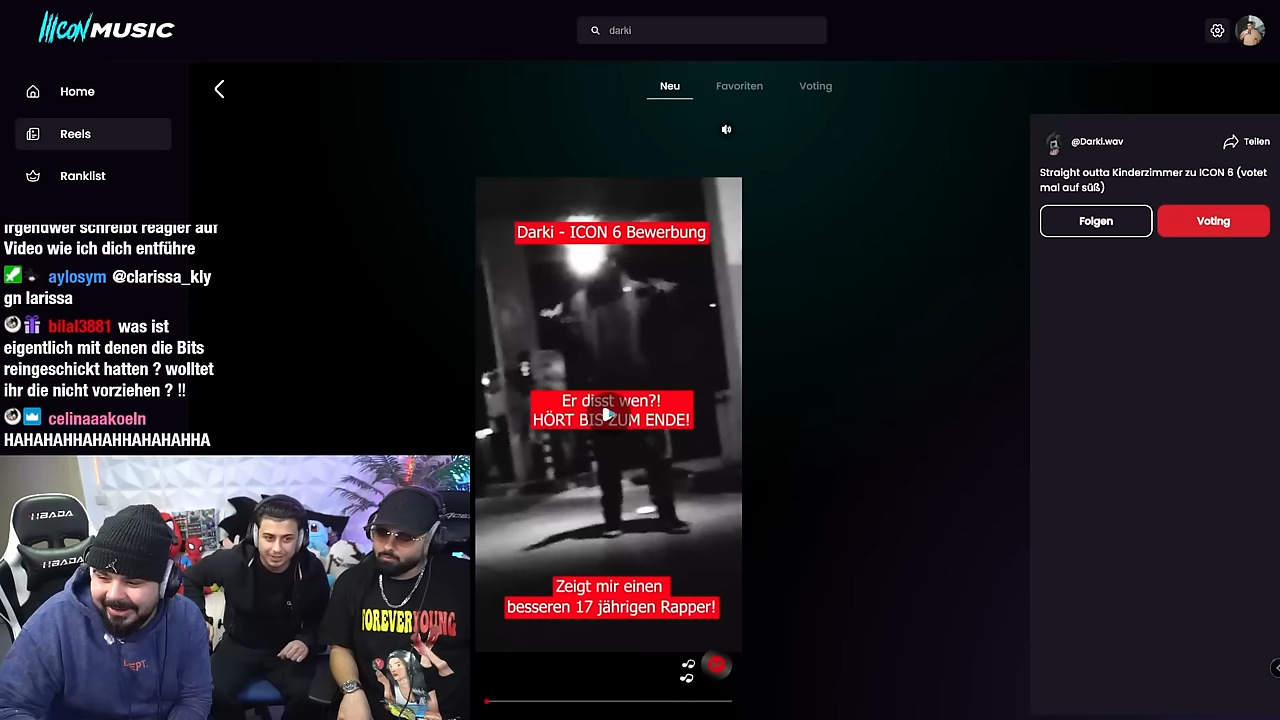 ICON MUSIC
darki
Home
Reels
Ranklist
Neu
Favoriten
Voting
@Darki.wav
Teilen
Straight outta Kinderzimmer zu ICON 6 (votet
mal auf süß)
Folgen
Voting
irgendwer schreibt reagier auf
Video wie ich dich entführe
aylosym @clarissa_kly
gn larissa
bilal3881 was ist
eigentlich mit denen die Bits
reingeschickt hatten ? wolltet
ihr die nicht vorziehen ? !!
celinaaakoeln
HAHAHAHHAHAHHAHAHAHHA
Darki - ICON 6 Bewerbung
Er disst wen?!
HÖRT BIS ZUM ENDE!
Zeigt mir einen
besseren 17 jährigen Rapper!
HBADA
HBADA
FOREVER YOUNG